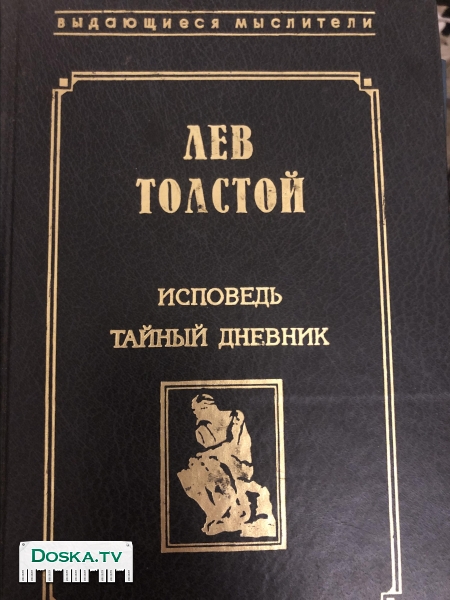 выдающиеся мыслители
ЛЕВ
ТОЛСТОЙ
ИСПОВЕДЬ
ТАЙНЫЙ ДНЕВНИК
DOSKA.TV